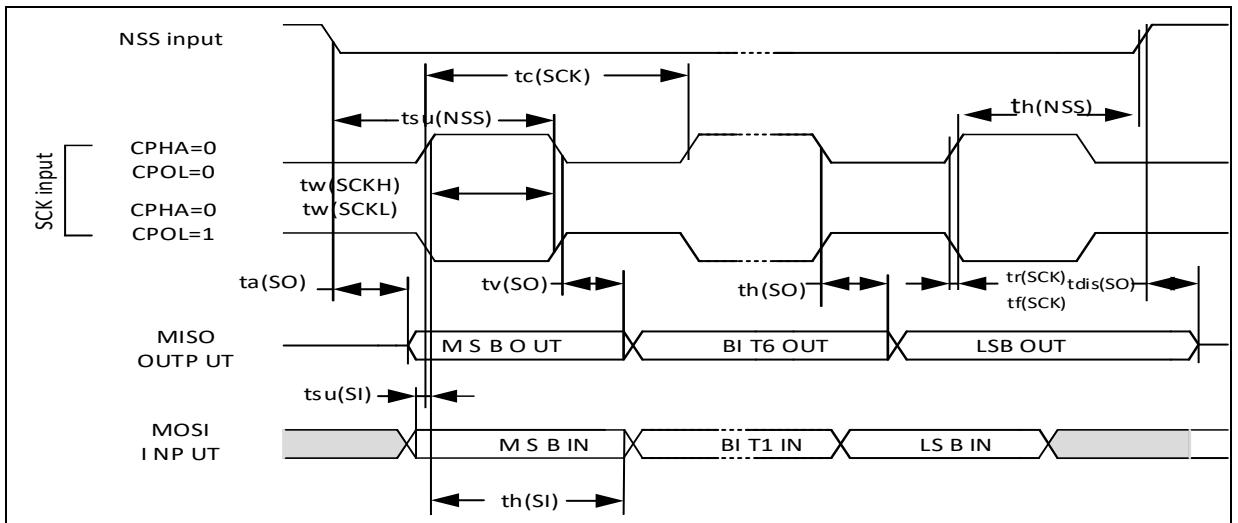 NSS input
tc(SCK)
tsu(NSS)
th(NSS)
SCK input
CPHA=0
CPOL=0
CPHA=0
CPOL=1
tw(SCKH)
tw(SCKL)
ta(SO)
tv(SO)
th(SO)
tr(SCK)
tf(SCK)
tdis(SO)
MISO
OUTP UT
M S B O UT
BI T6 OUT
LSB OUT
tsu(SI)
MOSI
I NP UT
M S B IN
BI T1 IN
LS B IN
th(SI)